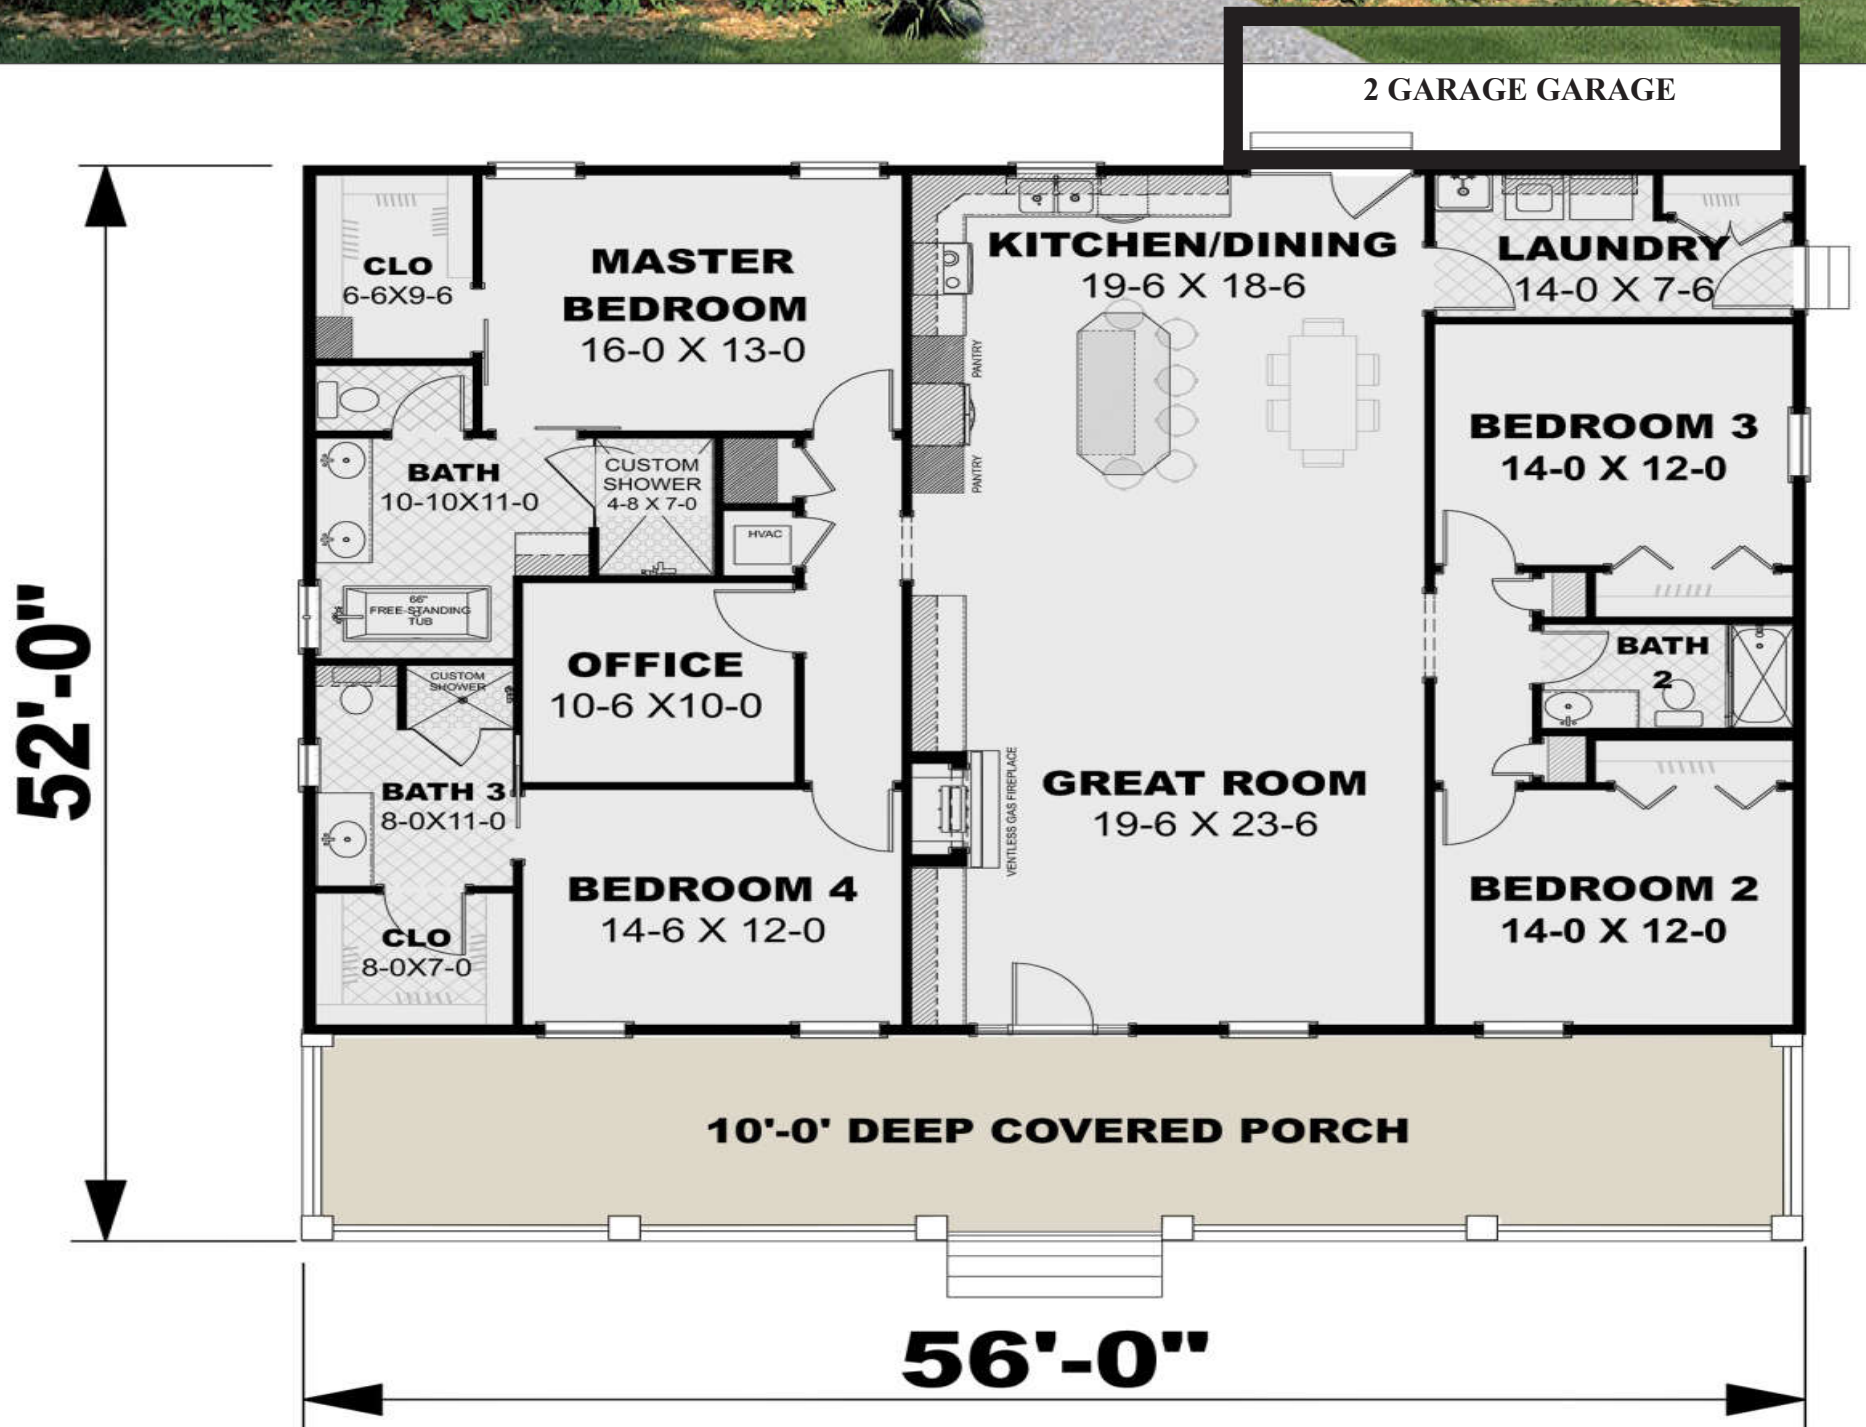 2 GARAGE GARAGE
CLO
6-6X9-6
MASTER
BEDROOM
16-0 X 13-0
KITCHEN/DINING
19-6 X 18-6
LAUNDRY
14-0 X 7-6
PANTRY
PANTRY
BEDROOM 3
14-0 X 12-0
BATH
10-10X11-0
CUSTOM
SHOWER
4-8 X 7-0
HVAC
66"
FREE-STANDING
TUB
52'-0"
OFFICE
10-6 X10-0
BATH
2
CUSTOM
SHOWER
BATH 3
8-0X11-0
VENTLESS GAS FIREPLACE
GREAT ROOM
19-6 X 23-6
BEDROOM 4
14-6 X 12-0
BEDROOM 2
14-0 X 12-0
CLO
8-0X7-0
10'-0' DEEP COVERED PORCH
56'-0"